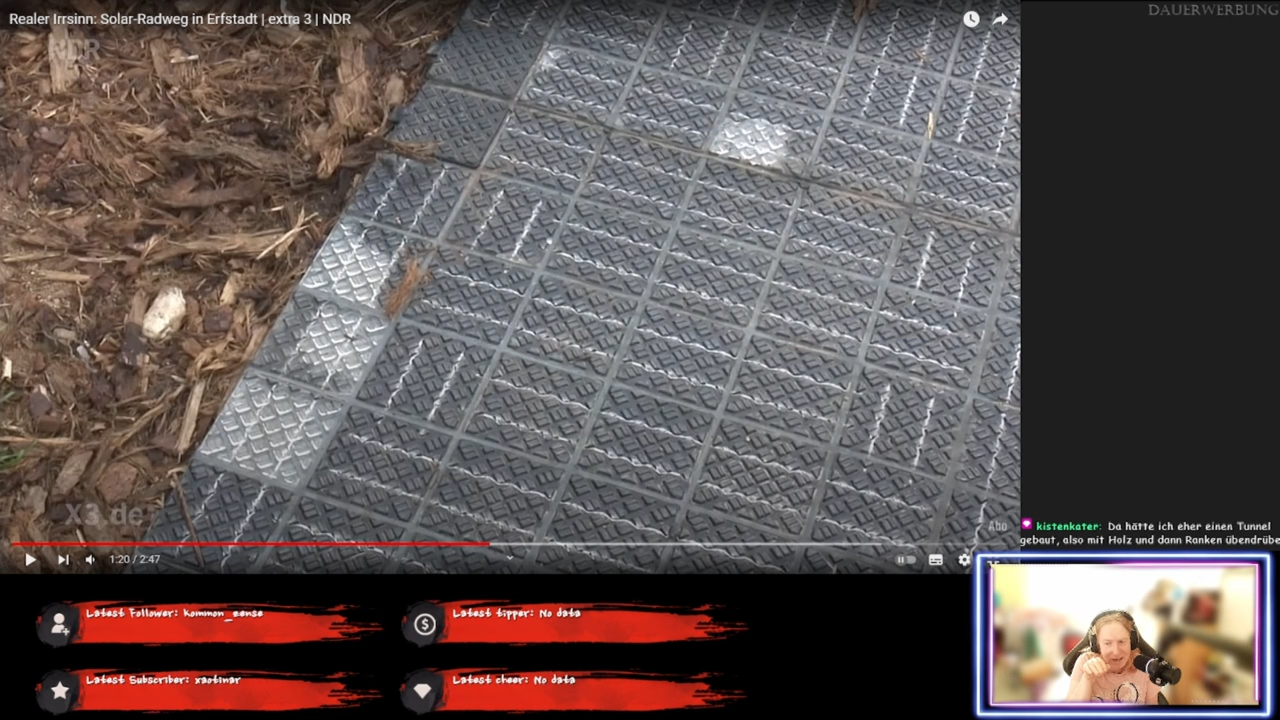 Realer Irrsinn: Solar-Radweg in Erfstadt | extra 3 | NDR
DAUERWERBUNG
NDR
X3.de
Abo
kistenkater: Da hätte ich eher einen Tunnel
gebaut, also mit Holz und dann Ranken übendrübe
1:20 / 2:47
Latest Follower: Kommon_sense
Latest tipper: No data
Latest Subscriber: xaotinar
Latest cheer: No data